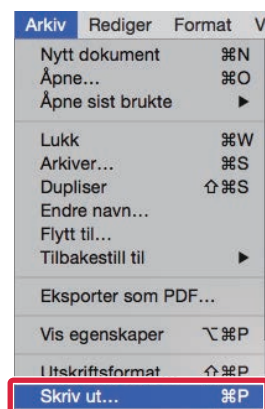 Arkiv Rediger Format V
Nytt dokument ⌘N
Åpne... ⌘O
Åpne sist brukte ▶
Lukk ⌘W
Arkiver... ⌘S
Dupliser ⇧⌘S
Endre navn...
Flytt til...
Tilbakestill til ▶
Eksporter som PDF...
Vis egenskaper ⌥⌘P
Utskriftsformat ⇧⌘P
Skriv ut... ⌘P